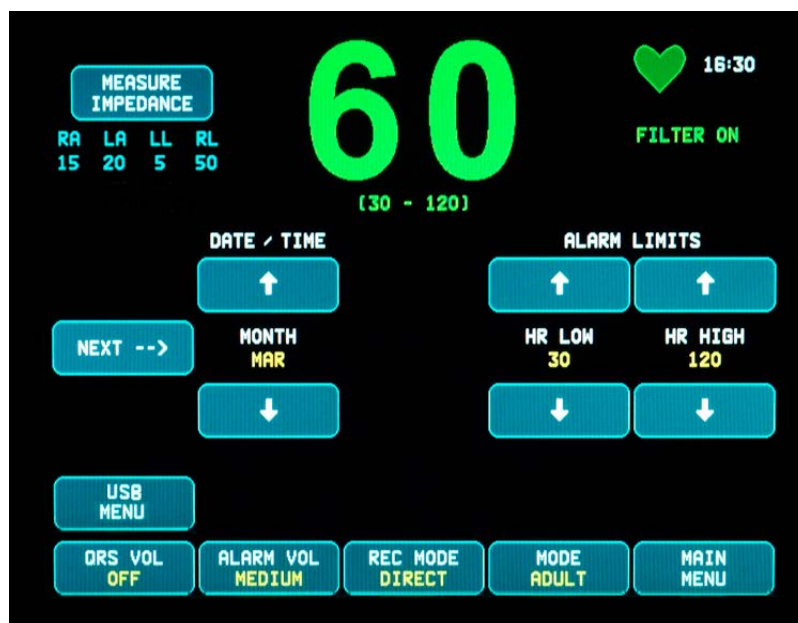 MEASURE
IMPEDANCE
RA LA LL RL
15 20 5 50
60
(30 - 120)
16:30
FILTER ON
DATE / TIME
ALARM LIMITS
NEXT -->
MONTH
MAR
HR LOW
30
HR HIGH
120
USB
MENU
QRS VOL
OFF
ALARM VOL
MEDIUM
REC MODE
DIRECT
MODE
ADULT
MAIN
MENU